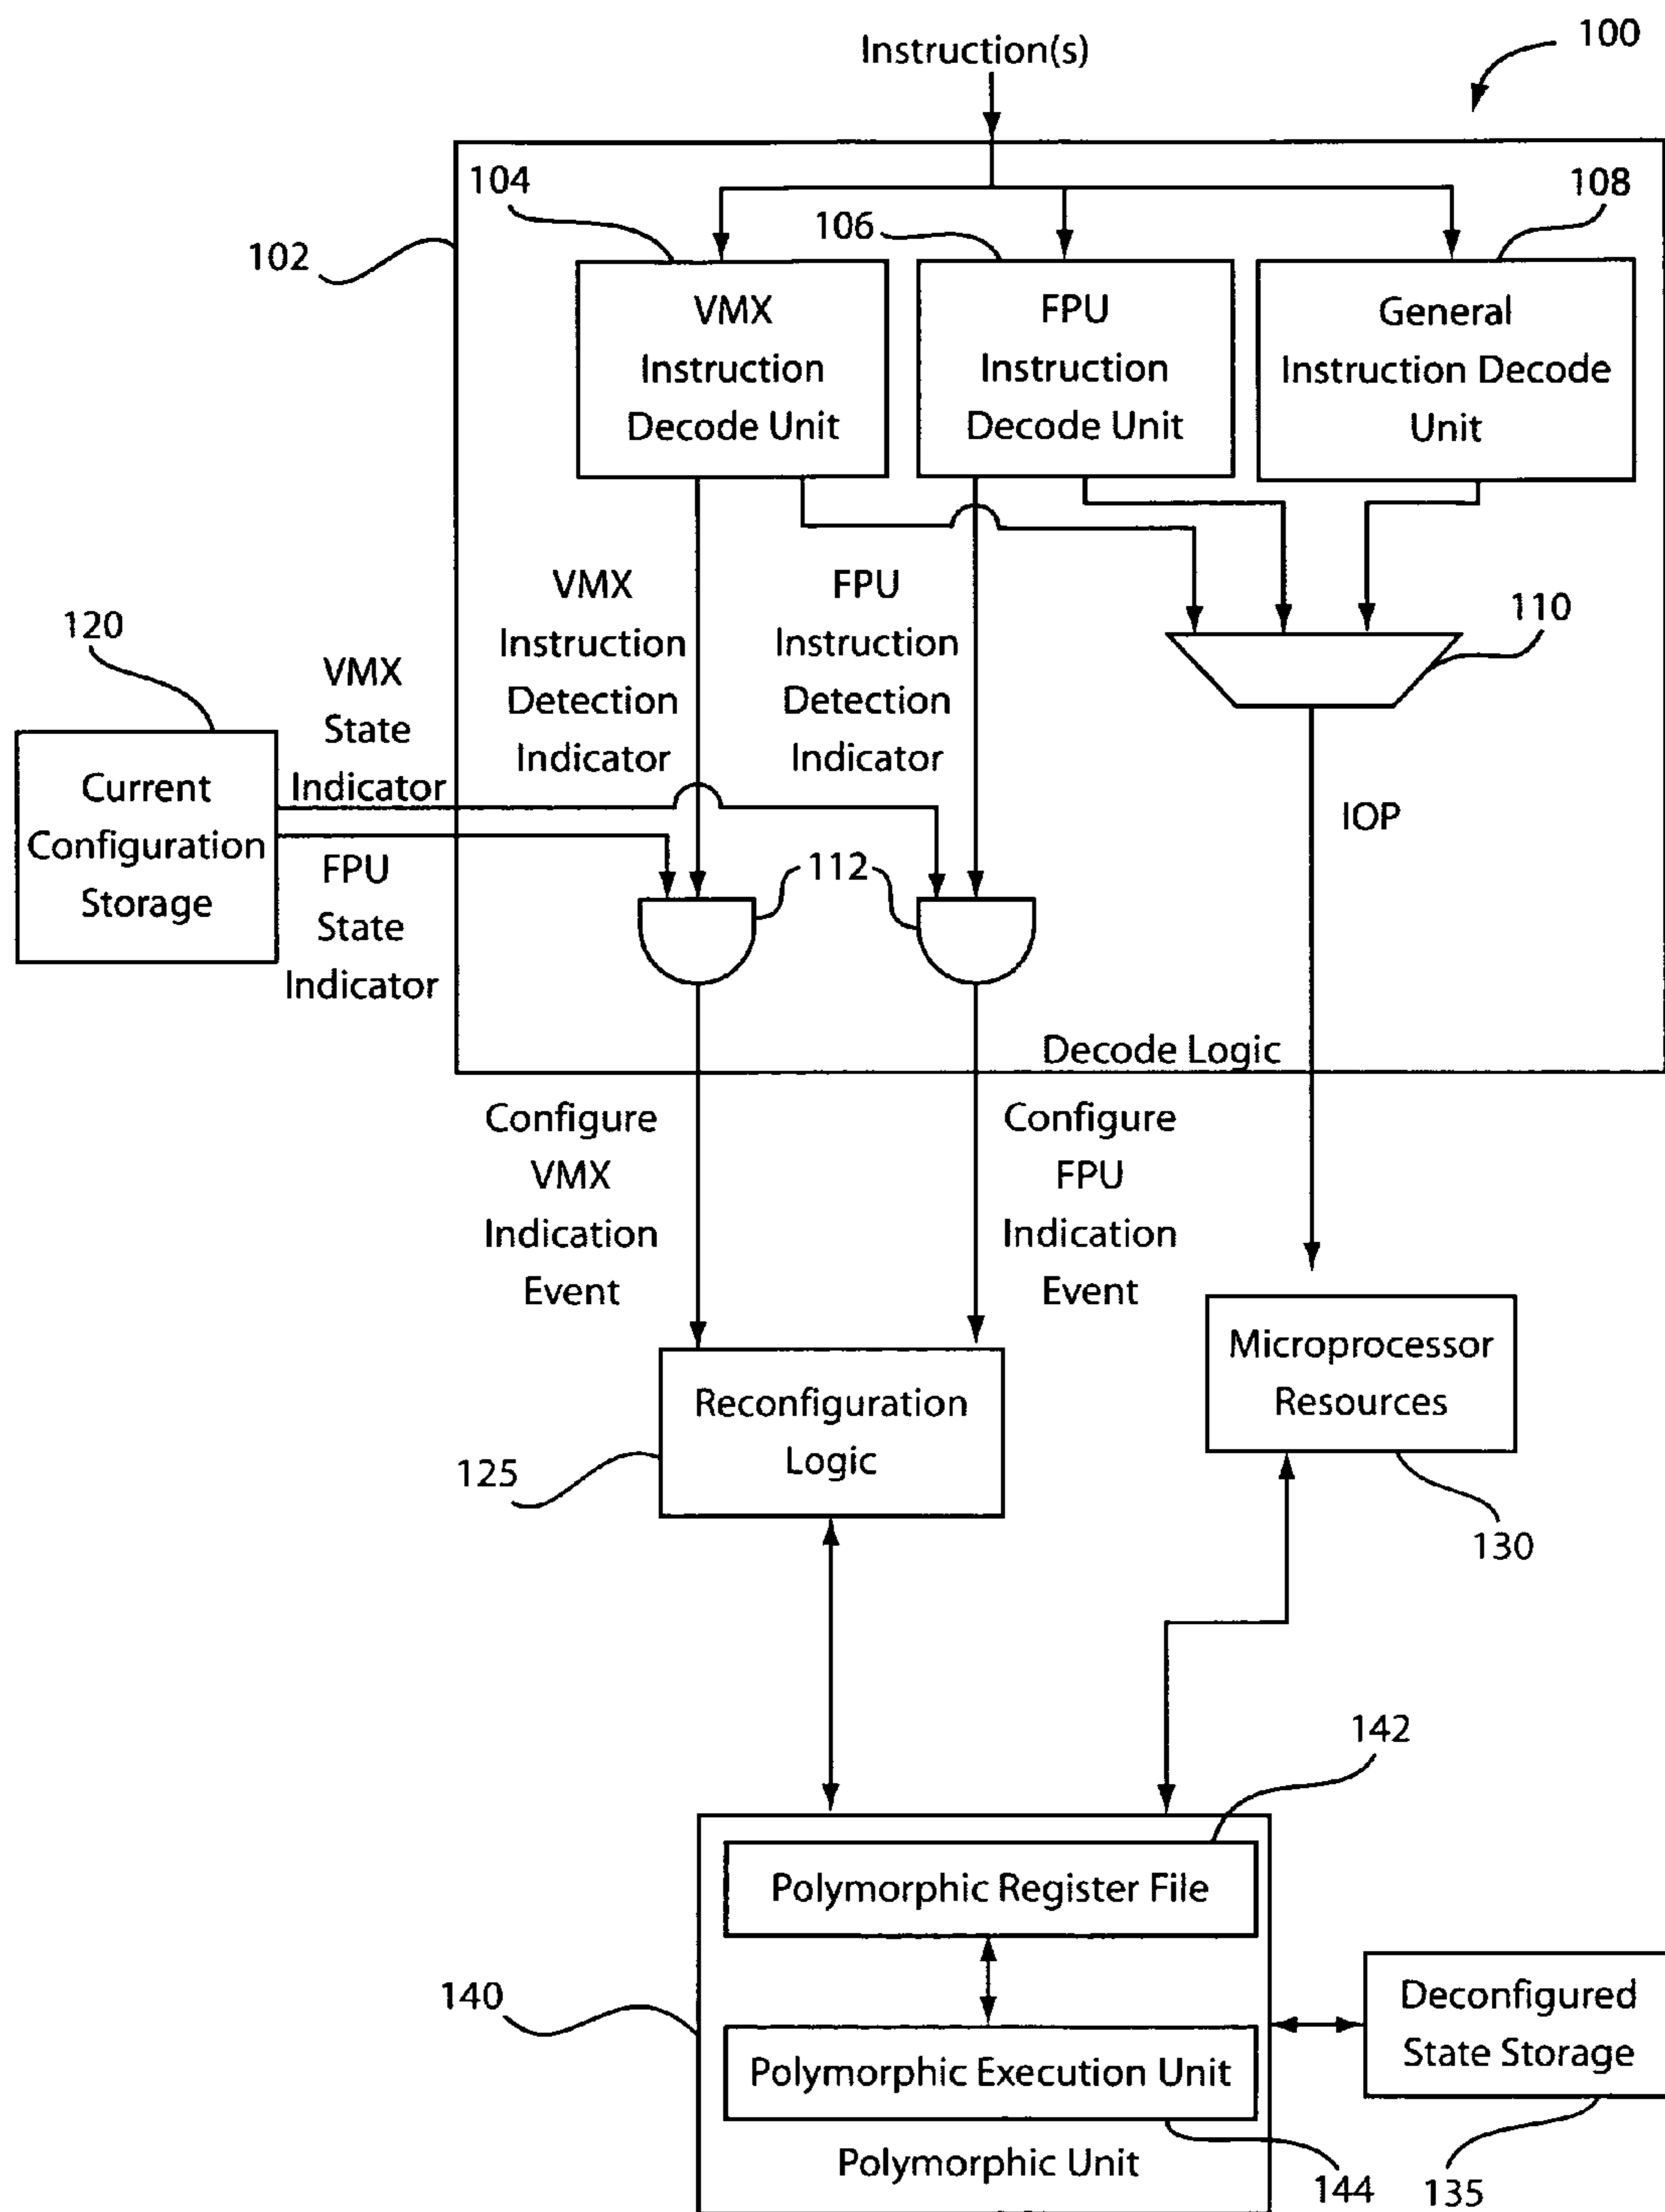 Instruction(s)
100
104
106
108
102
VMX
Instruction
Decode Unit
FPU
Instruction
Decode Unit
General
Instruction Decode
Unit
VMX
Instruction
Detection
Indicator
FPU
Instruction
Detection
Indicator
110
120
VMX
State
Indicator
Current
Configuration
Storage
FPU
State
Indicator
112
IOP
Decode Logic
Configure
VMX
Indication
Event
Configure
FPU
Indication
Event
Reconfiguration
Logic
125
Microprocessor
Resources
130
142
Polymorphic Register File
140
Polymorphic Execution Unit
Polymorphic Unit
144
Deconfigured
State Storage
135